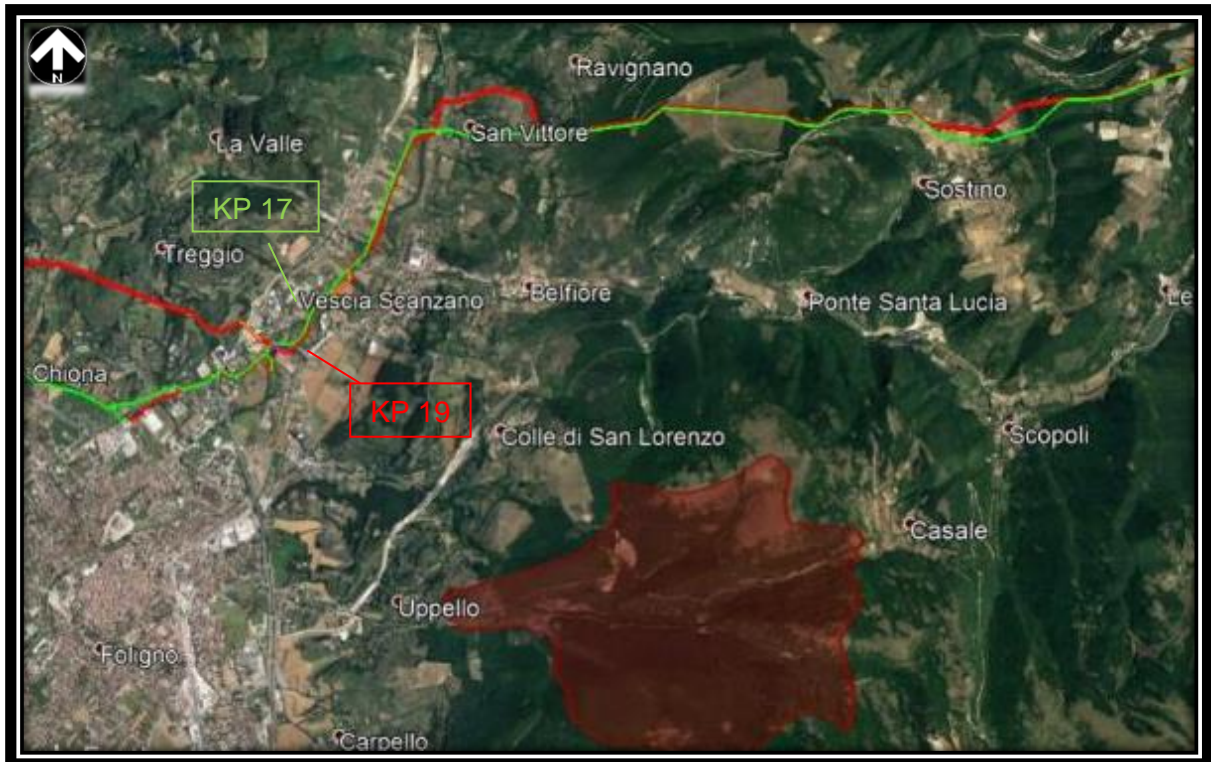 N
Ravignano
San Vittore
La Valle
Sostino
KP 17
Treggio
Vescia Scanzano
Belfiore
Ponte Santa Lucia
Le
Chiona
KP 19
Colle di San Lorenzo
Scopoli
Casale
Uppello
Foligno
Carpello